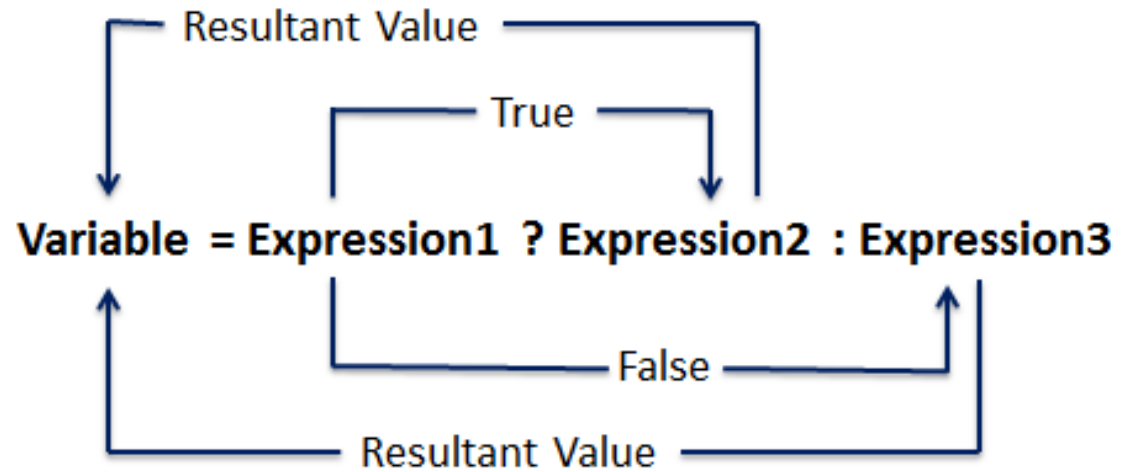 Resultant Value
True
Variable = Expression1 ? Expression2 : Expression3
False
Resultant Value